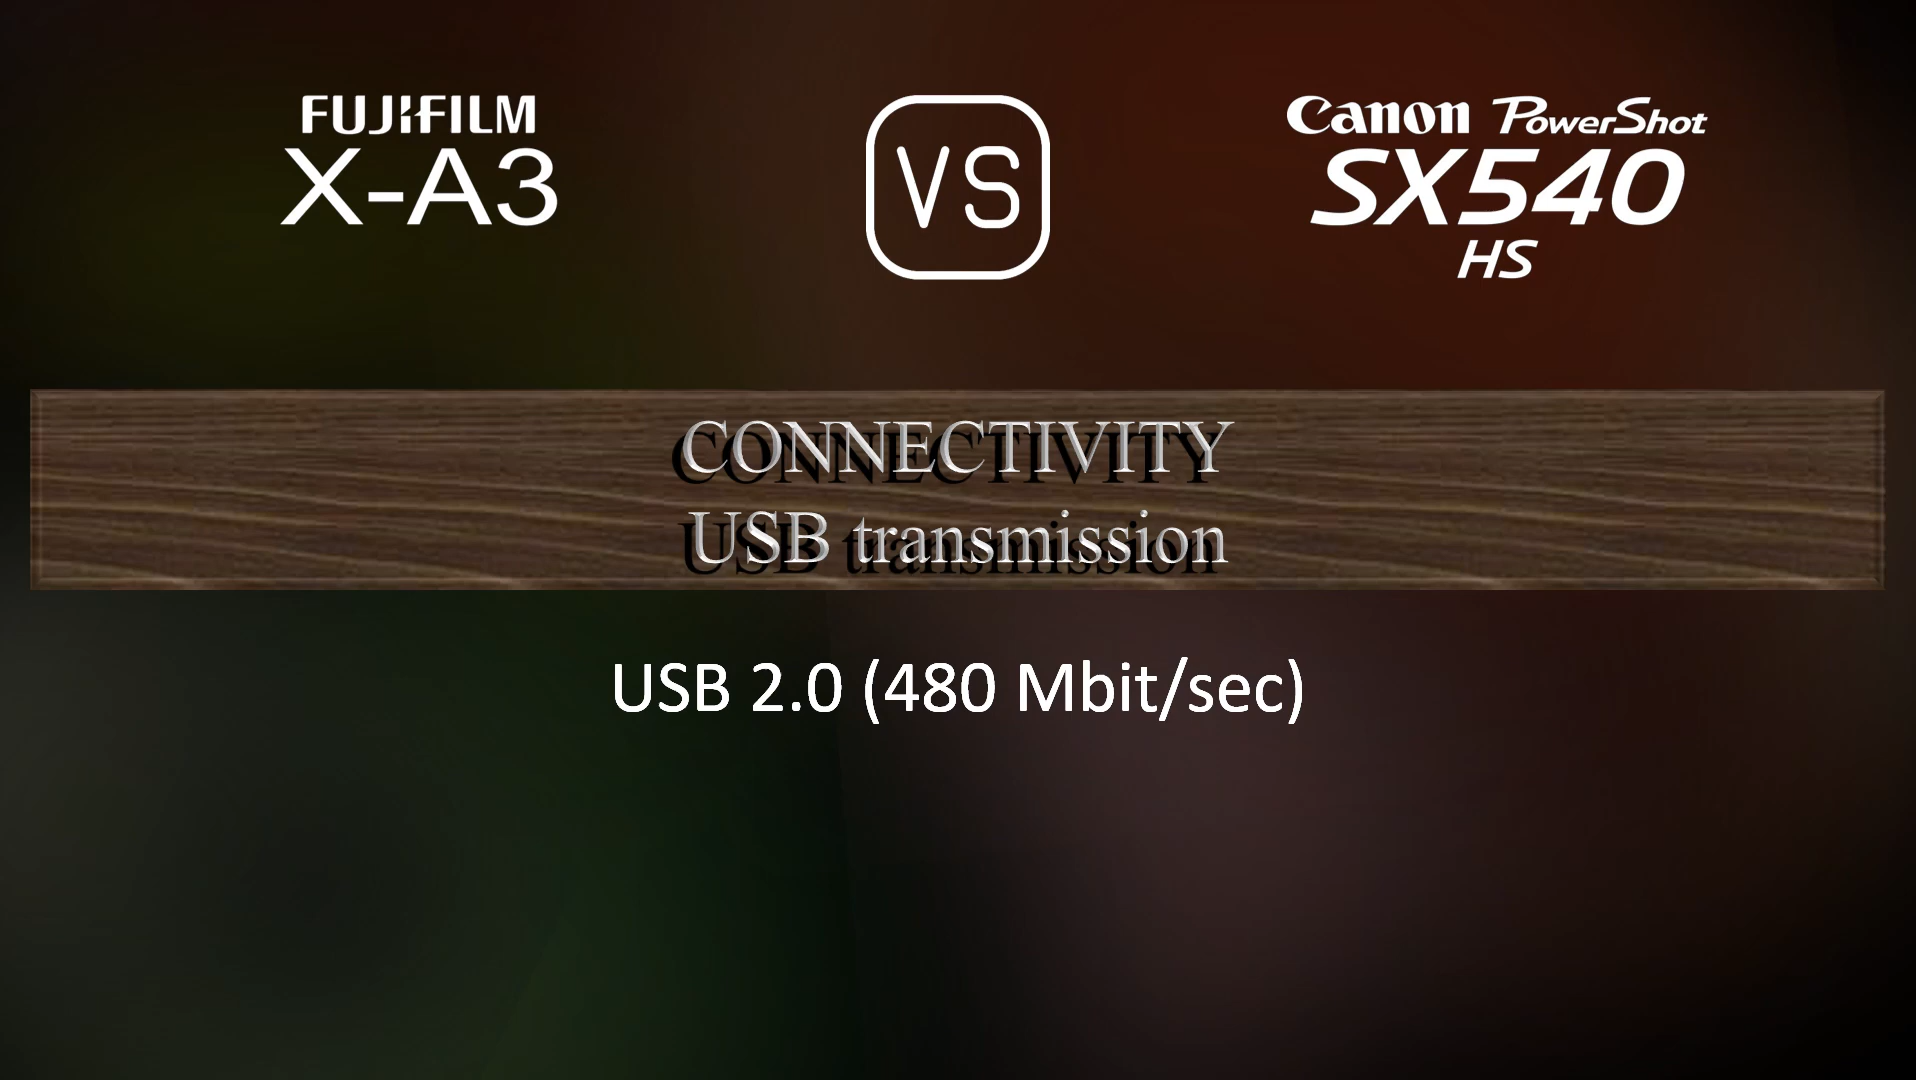 FUJIFILM
X-A3
VS
Canon PowerShot
SX540
HS
CONNECTIVITY
USB transmission
USB 2.0 (480 Mbit/sec)